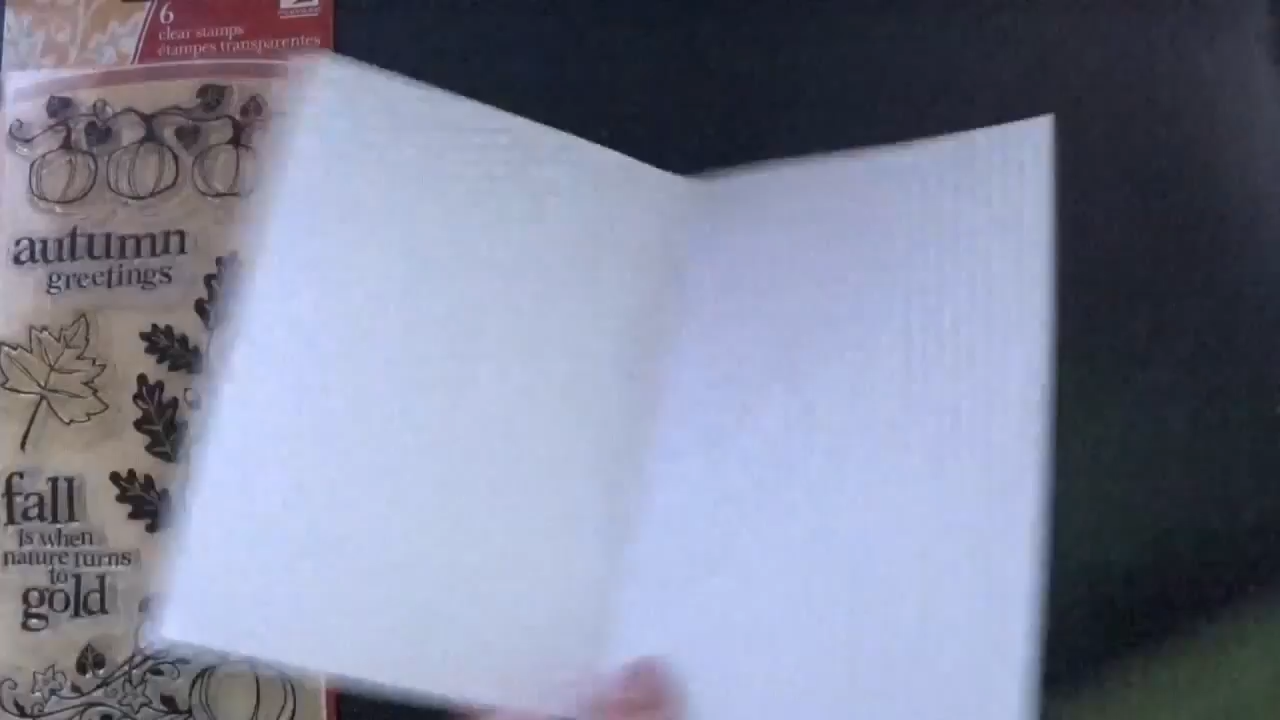 6
clear stamps
étampes transparentes
autumn
greetings
fall
is when
nature turns
to
gold